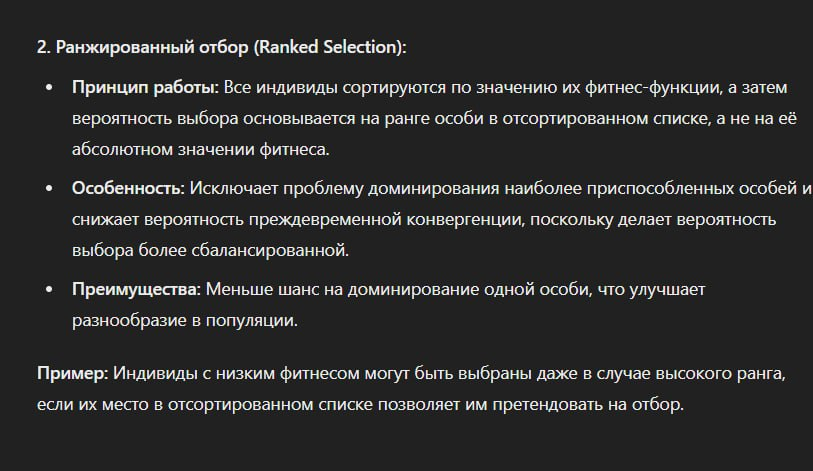 2. Ранжированный отбор (Ranked Selection):
• Принцип работы: Все индивиды сортируются по значению их фитнес-функции, а затем
вероятность выбора основывается на ранге особи в отсортированном списке, а не на её
абсолютном значении фитнеса.
• Особенность: Исключает проблему доминирования наиболее приспособленных особей и
снижает вероятность преждевременной конвергенции, поскольку делает вероятность
выбора более сбалансированной.
• Преимущества: Меньше шанс на доминирование одной особи, что улучшает
разнообразие в популяции.
Пример: Индивиды с низким фитнесом могут быть выбраны даже в случае высокого ранга,
если их место в отсортированном списке позволяет им претендовать на отбор.